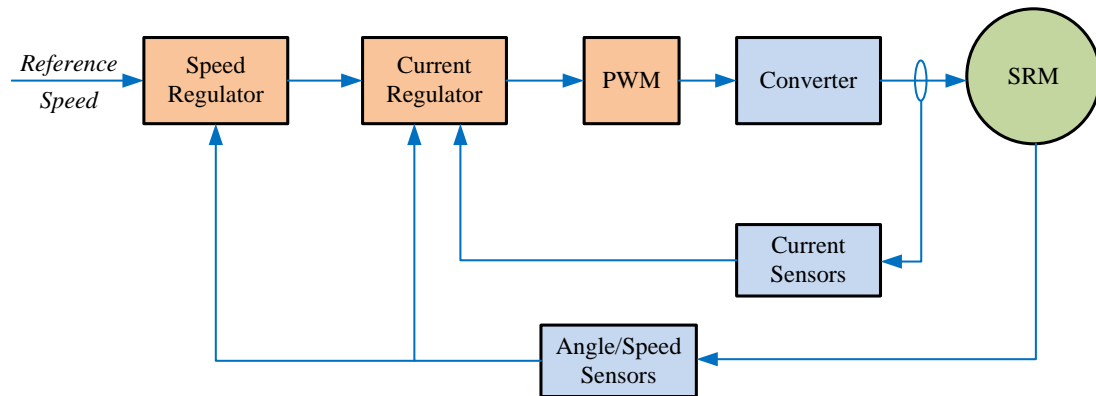 Reference
Speed
Speed
Regulator
Current
Regulator
PWM
Converter
SRM
Current
Sensors
Angle/Speed
Sensors